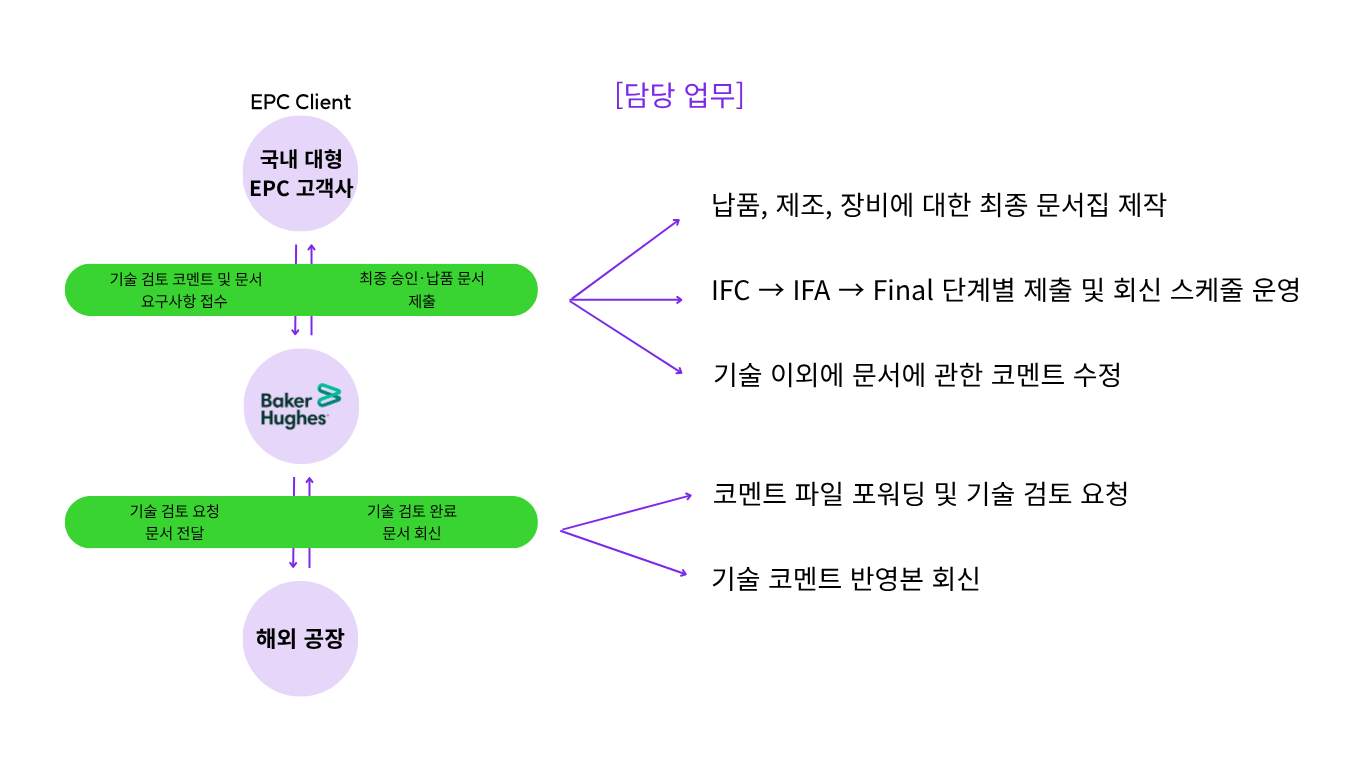 [담당 업무]
EPC Client
국내 대형
EPC 고객사
기술 검토 코멘트 및 문서
요구사항 접수
최종 승인·납품 문서
제출
납품, 제조, 장비에 대한 최종 문서집 제작
IFC → IFA → Final 단계별 제출 및 회신 스케줄 운영
기술 이외에 문서에 관한 코멘트 수정
Baker
Hughes
기술 검토 요청
문서 전달
기술 검토 완료
문서 회신
코멘트 파일 포워딩 및 기술 검토 요청
기술 코멘트 반영본 회신
해외 공장